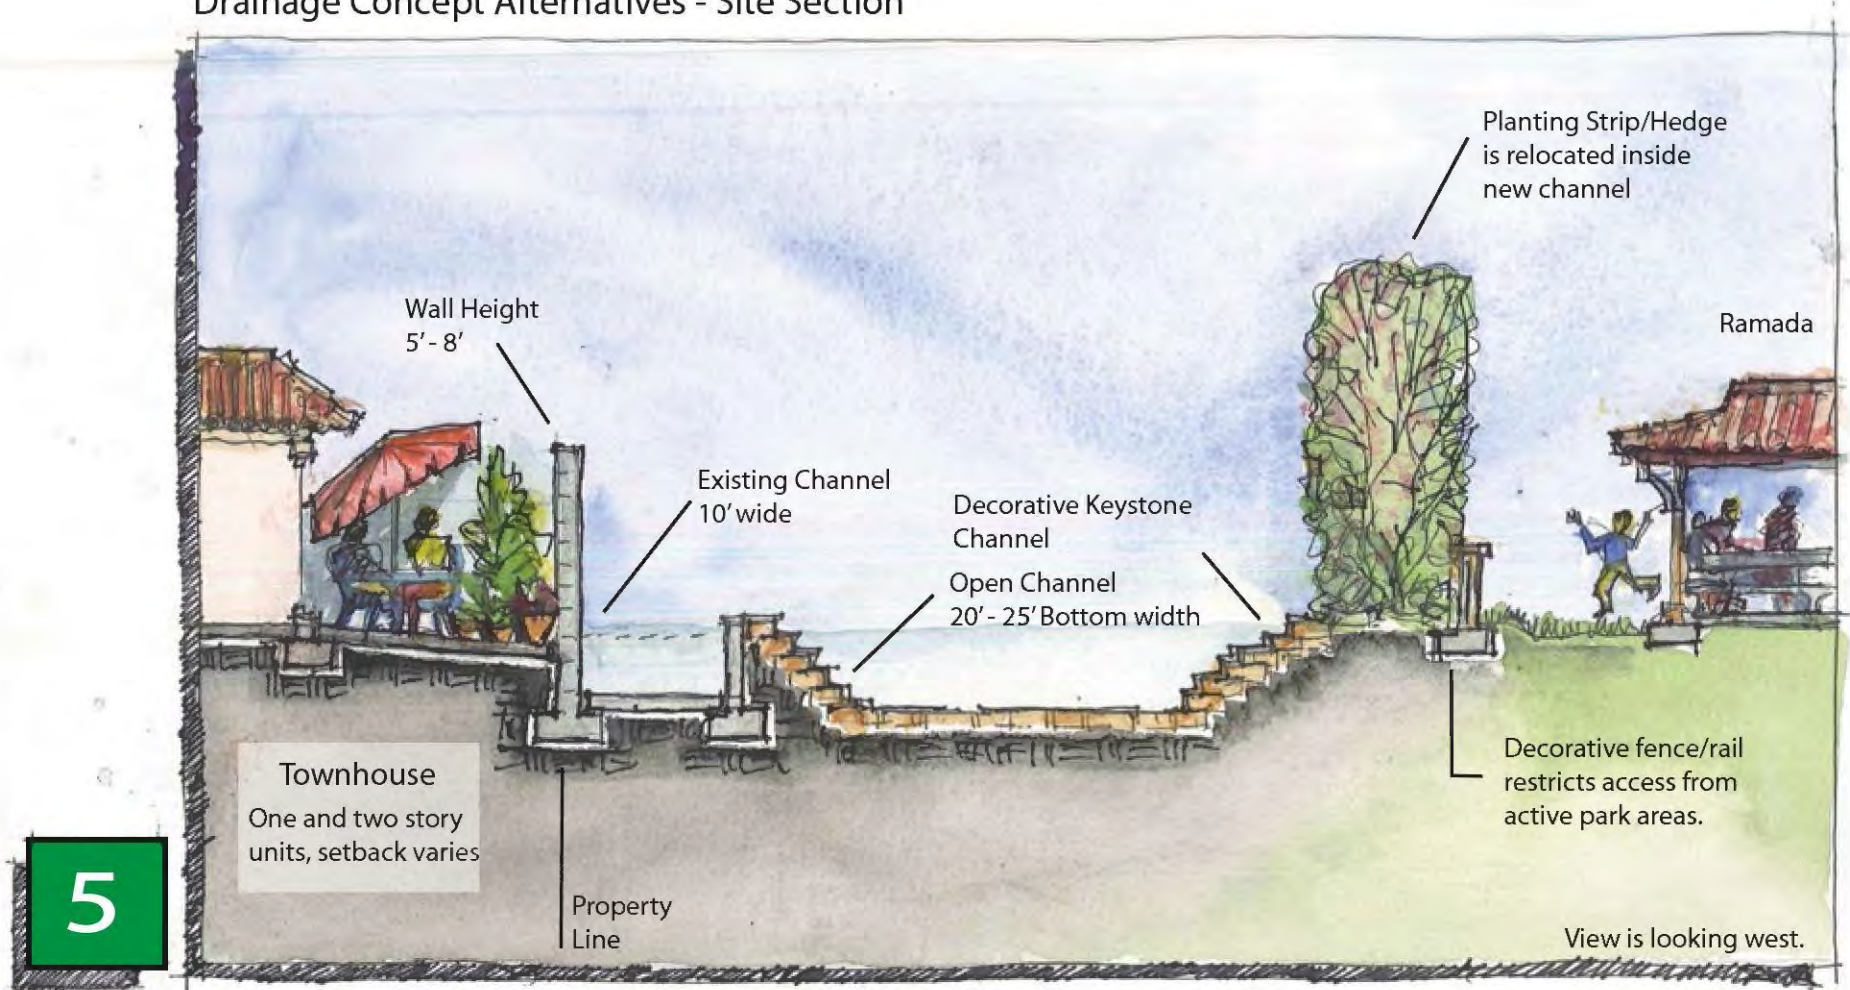 Drainage Concept Alternatives - Site Section
Planting Strip/Hedge
is relocated inside
new channel
Wall Height
5' - 8'
Ramada
Existing Channel
10' wide
Decorative Keystone
Channel
Open Channel
20' - 25' Bottom width
Decorative fence/rail
restricts access from
active park areas.
Townhouse
One and two story
units, setback varies
5
Property
Line
View is looking west.